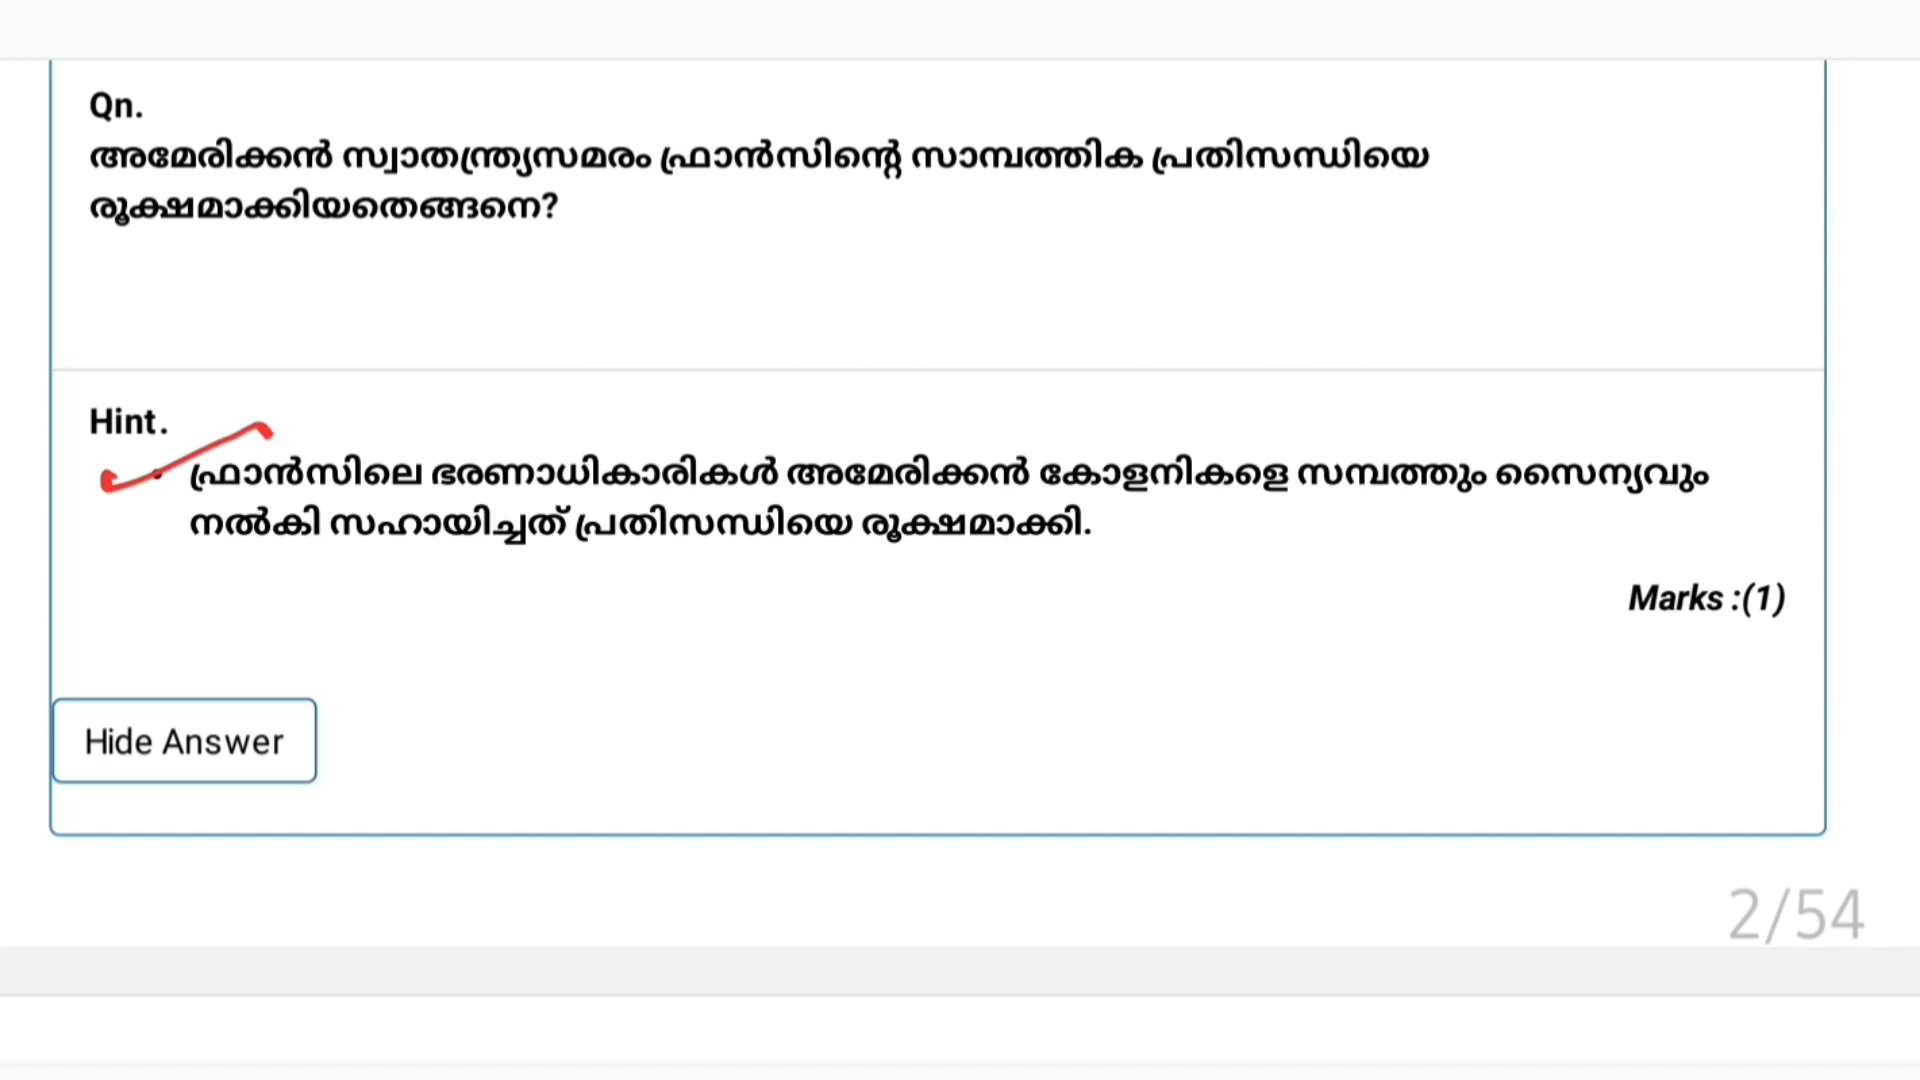 Qn.
അമേരിക്കൻ സ്വാതന്ത്ര്യസമരം ഫ്രാൻസിന്റെ സാമ്പത്തിക പ്രതിസന്ധിയെ
രൂക്ഷമാക്കിയതെങ്ങനെ?
Hint.
ഫ്രാൻസിലെ ഭരണാധികാരികൾ അമേരിക്കൻ കോളനികളെ സമ്പത്തും സൈന്യവും
നൽകി സഹായിച്ചത് പ്രതിസന്ധിയെ രൂക്ഷമാക്കി.
Marks :(1)
Hide Answer
2/54